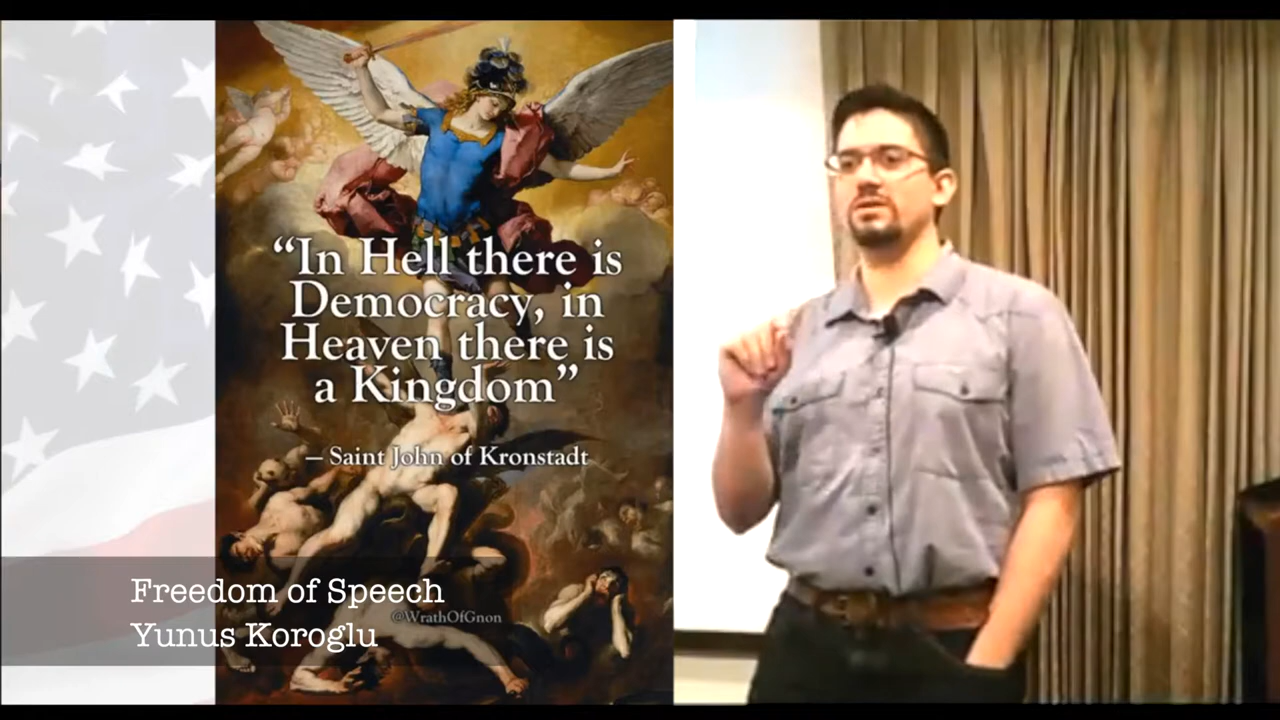 “In Hell there is
Democracy, in
Heaven there is
a Kingdom”
– Saint John of Kronstadt
@WrathOfGnon
Freedom of Speech
Yunus Koroglu